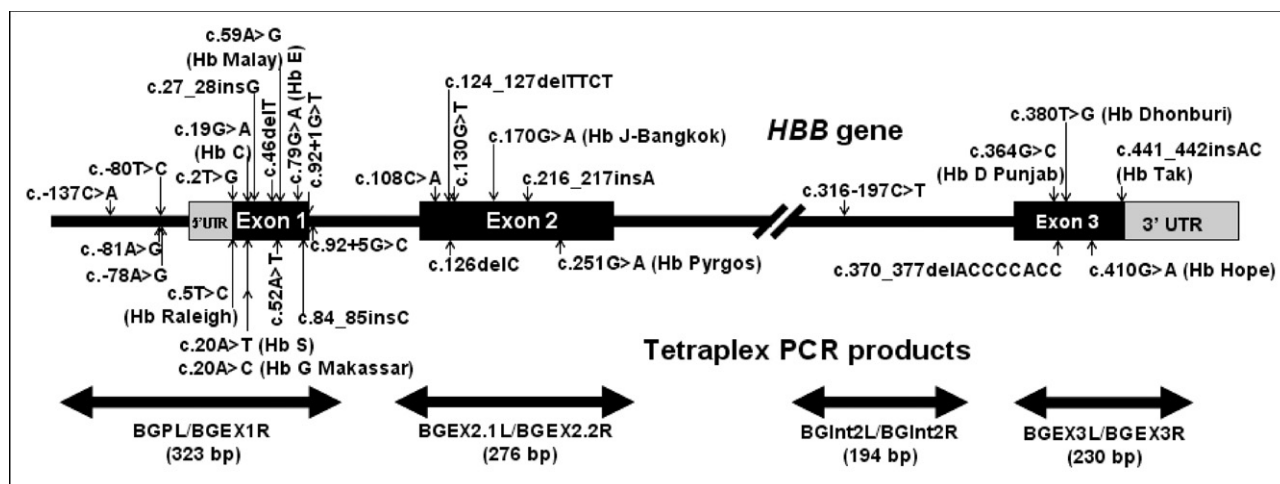 c.59A>G
(Hb Malay)
c.27_28insG
c.19G>A
(Hb C)
c.2T>G
c.46delT
c.79G>A (Hb E)
c.92+1G>T
c.-80T>C
c.-137C>A
c.-81A>G
c.-78A>G
5'UTR
Exon 1
c.5T>C
(Hb Raleigh)
c.52A>T
c.92+5G>C
c.84_85insC
c.20A>T (Hb S)
c.20A>C (Hb G Makassar)
c.124_127delTTCT
c.130G>T
c.170G>A (Hb J-Bangkok)
c.108C>A
c.216_217insA
Exon 2
c.126delC
c.251G>A (Hb Pyrgos)
HBB gene
c.316-197C>T
c.380T>G (Hb Dhonburi)
c.364G>C
(Hb D Punjab)
c.441_442insAC
(Hb Tak)
Exon 3
3' UTR
c.370_377delACCCCACC
c.410G>A (Hb Hope)
Tetraplex PCR products
BGPL/BGEX1R
(323 bp)
BGEX2.1L/BGEX2.2R
(276 bp)
BGInt2L/BGInt2R
(194 bp)
BGEX3L/BGEX3R
(230 bp)